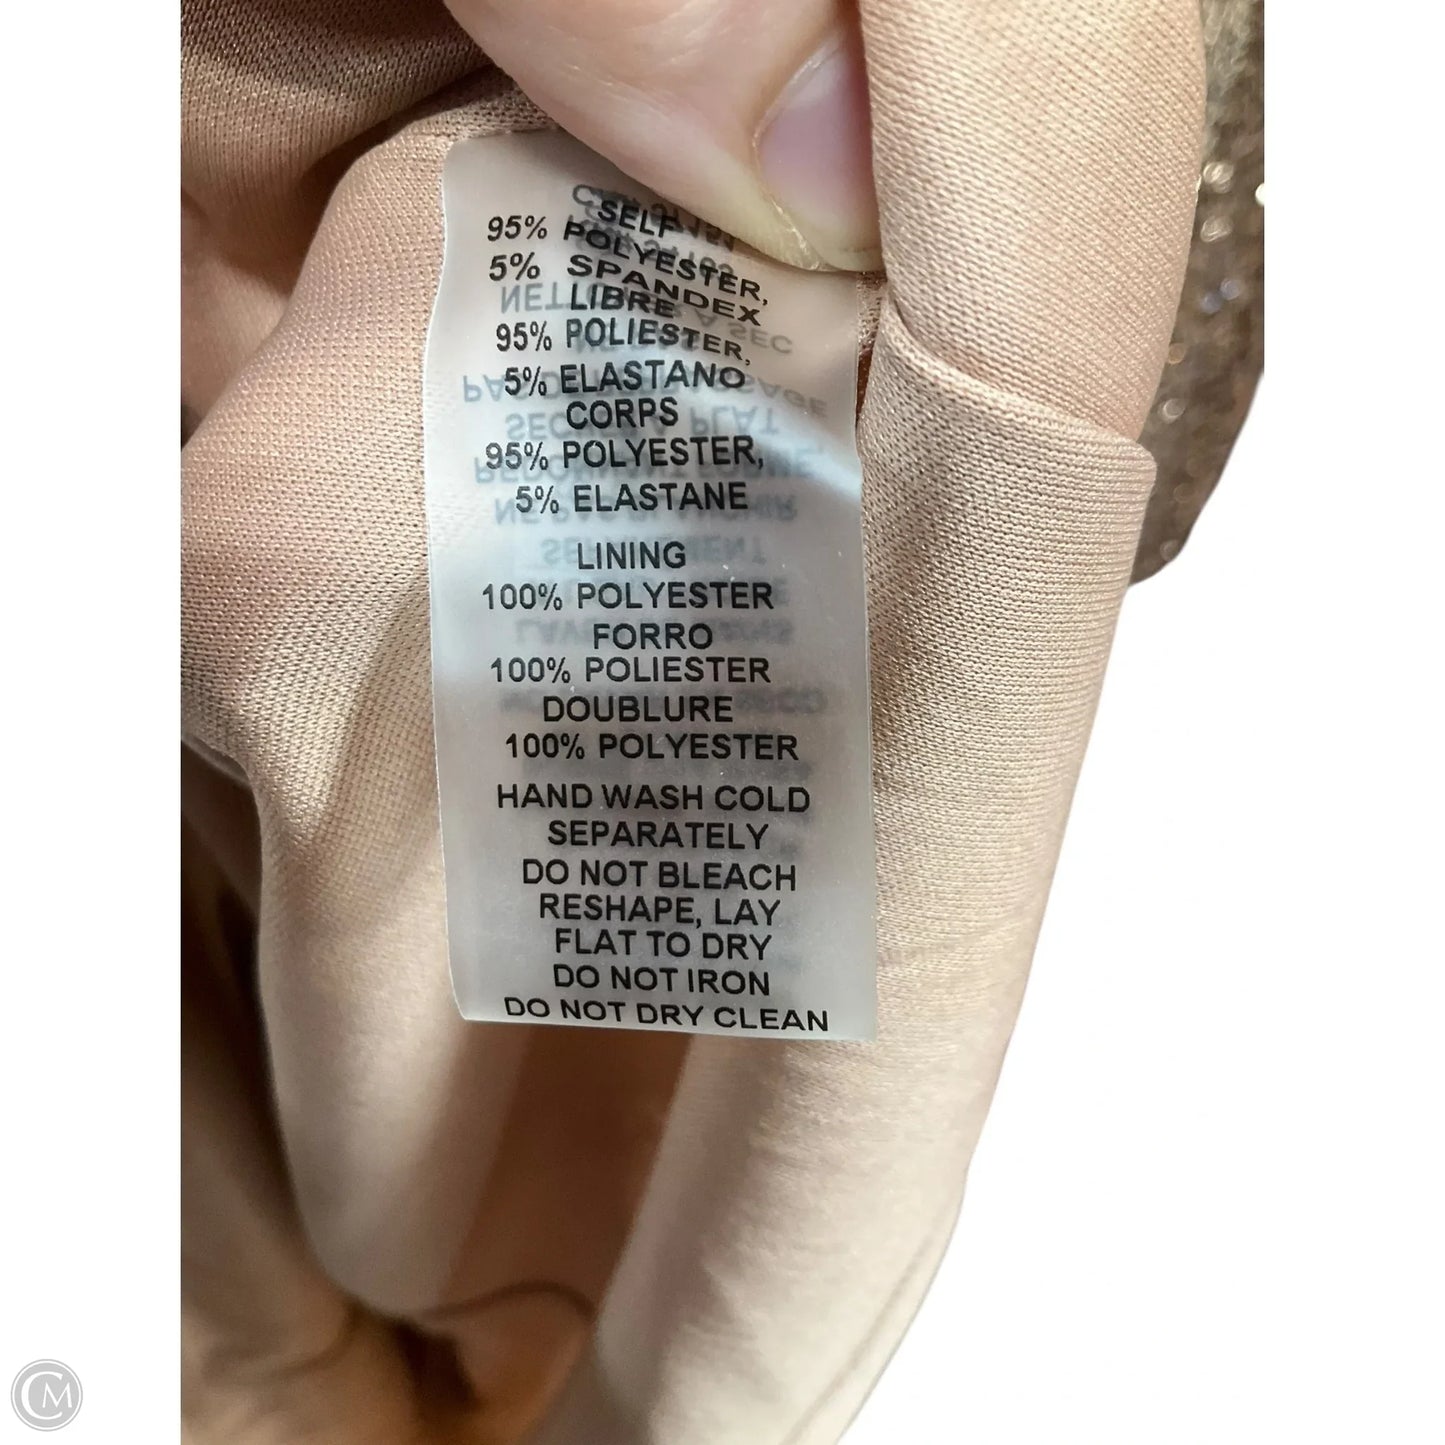 SELF
95% POLYESTER,
5% SPANDEX
LIBRE
95% POLIESTER,
5% ELASTANO
CORPS
95% POLYESTER,
5% ELASTANE
LINING
100% POLYESTER
FORRO
100% POLIESTER
DOUBLURE
100% POLYESTER
HAND WASH COLD
SEPARATELY
DO NOT BLEACH
RESHAPE, LAY
FLAT TO DRY
DO NOT IRON
DO NOT DRY CLEAN
CM